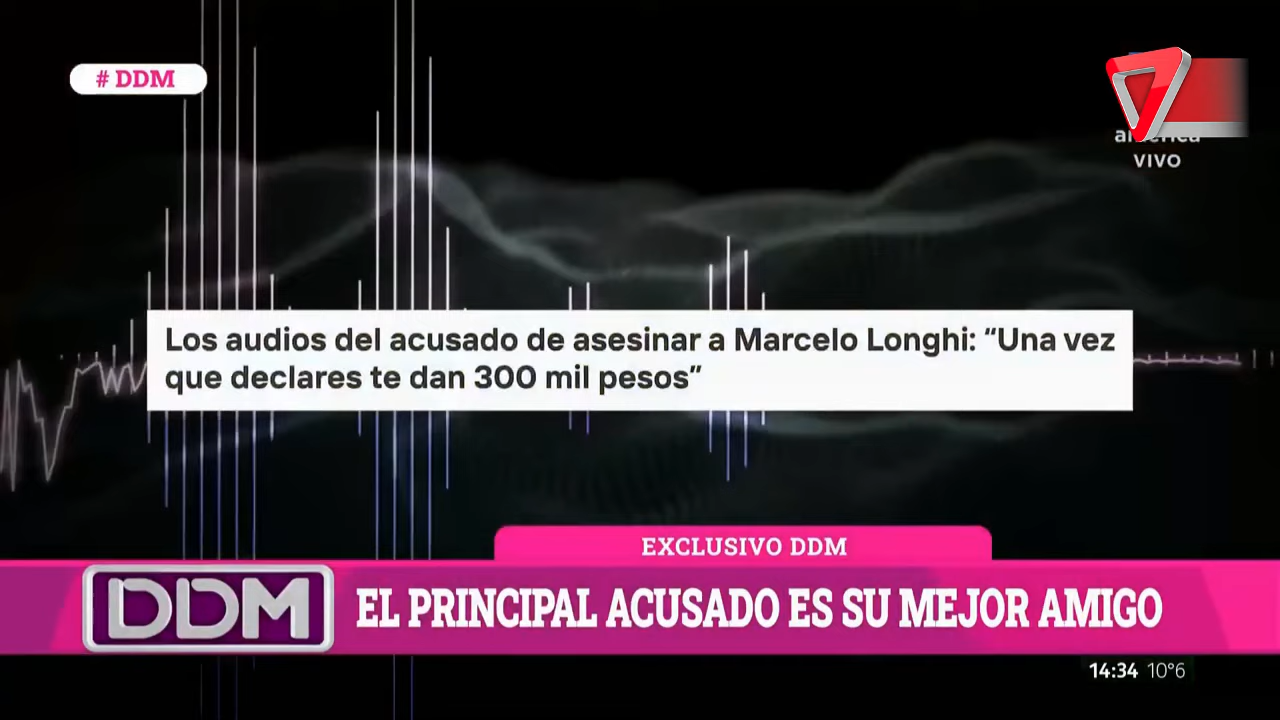 # DDM
VIVO
Los audios del acusado de asesinar a Marcelo Longhi: “Una vez
que declares te dan 300 mil pesos”
EXCLUSIVO DDM
DDM
EL PRINCIPAL ACUSADO ES SU MEJOR AMIGO
14:34 10°6